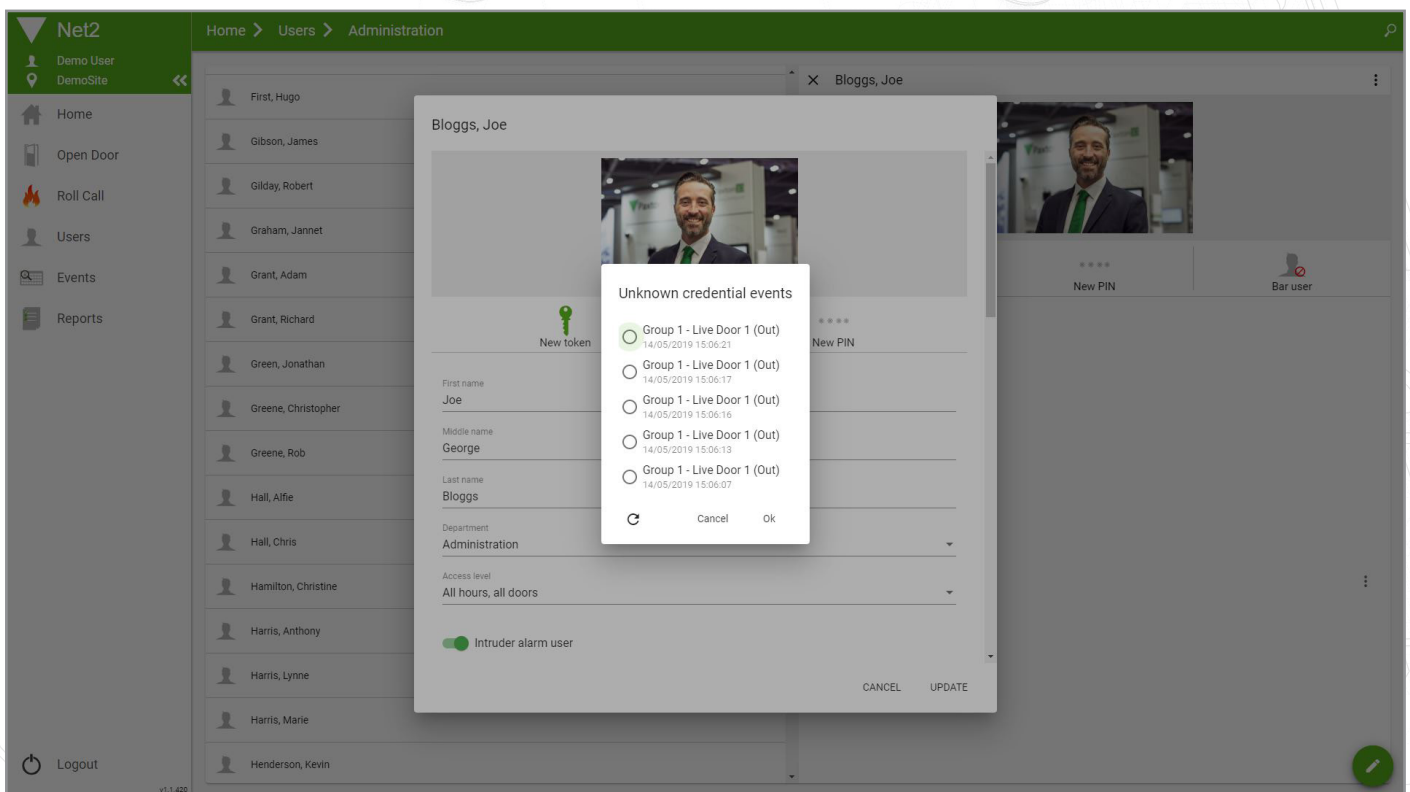 Net2
Home > Users > Administration
Demo User
DemoSite
Home
Open Door
Roll Call
Users
Events
Reports
Logout
v1.1.420
First, Hugo
Gibson, James
Gilday, Robert
Graham, Jannet
Grant, Adam
Grant, Richard
Green, Jonathan
Greene, Christopher
Greene, Rob
Hall, Alfie
Hall, Chris
Hamilton, Christine
Harris, Anthony
Harris, Lynne
Harris, Marie
Henderson, Kevin
Bloggs, Joe
New token
New PIN
First name
Joe
Middle name
George
Last name
Bloggs
Department
Administration
Access level
All hours, all doors
Intruder alarm user
CANCEL UPDATE
Unknown credential events
Group 1 - Live Door 1 (Out)
14/05/2019 15:06:21
Group 1 - Live Door 1 (Out)
14/05/2019 15:06:17
Group 1 - Live Door 1 (Out)
14/05/2019 15:06:16
Group 1 - Live Door 1 (Out)
14/05/2019 15:06:13
Group 1 - Live Door 1 (Out)
14/05/2019 15:06:07
Cancel Ok
Bloggs, Joe
New PIN
Bar user